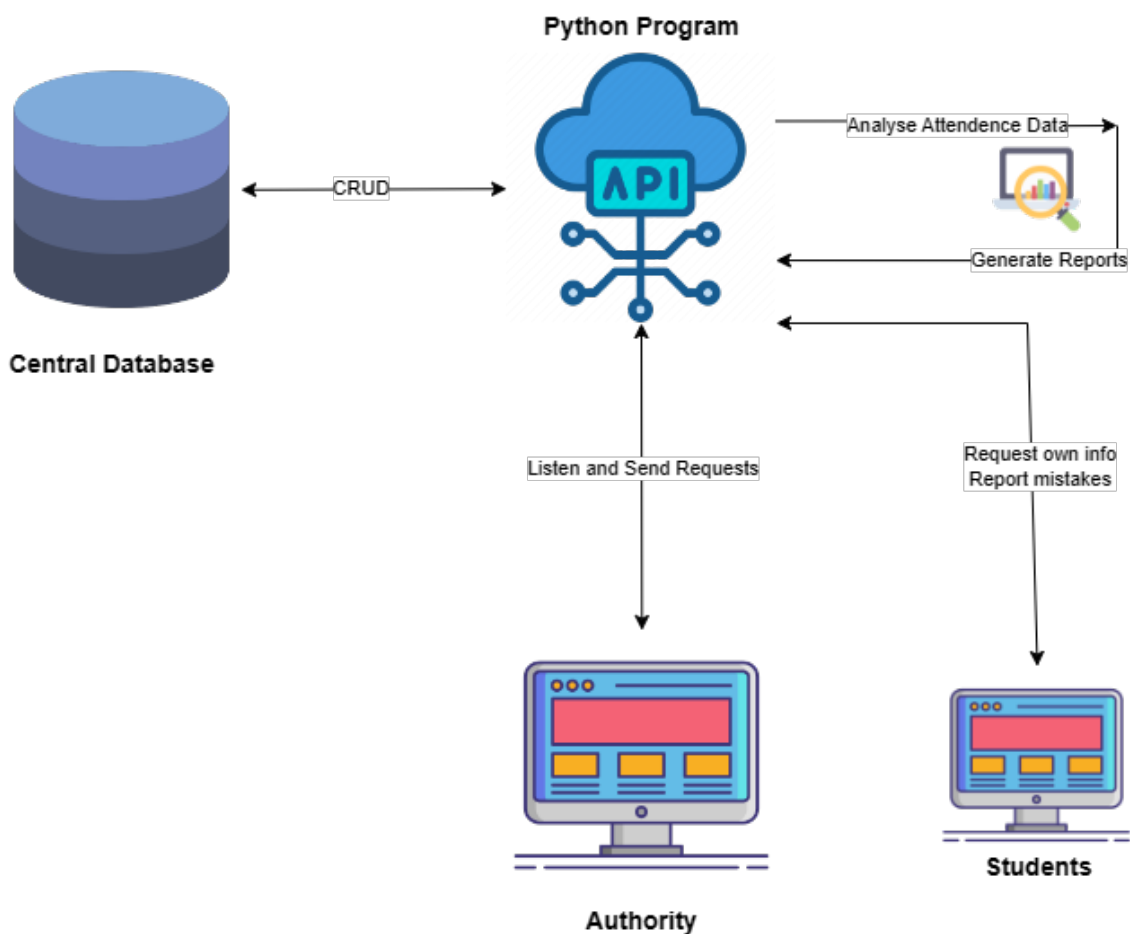 Python Program
API
Analyse Attendence Data
CRUD
Generate Reports
Central Database
Listen and Send Requests
Request own info
Report mistakes
Students
Authority